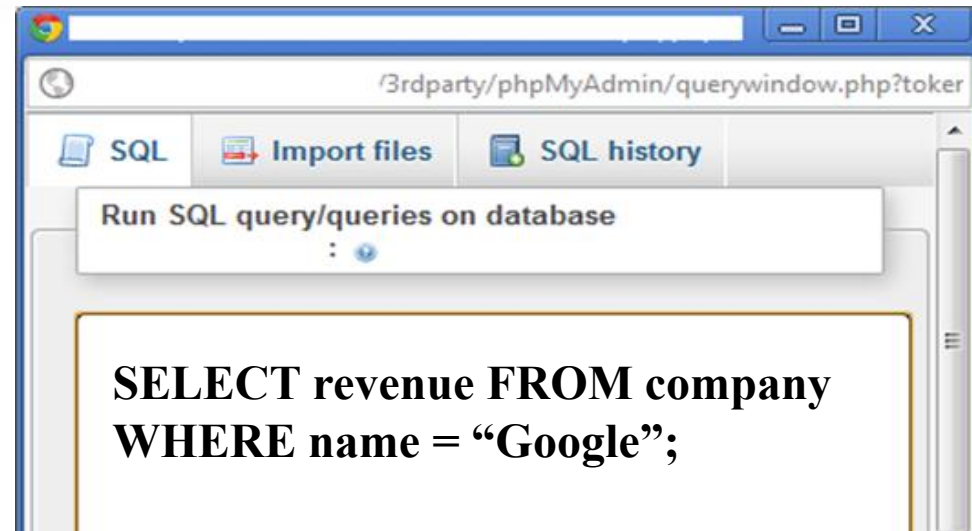 /3rdparty/phpMyAdmin/querywindow.php?toker
SQL Import files SQL history
Run SQL query/queries on database
:
SELECT revenue FROM company
WHERE name = “Google”;